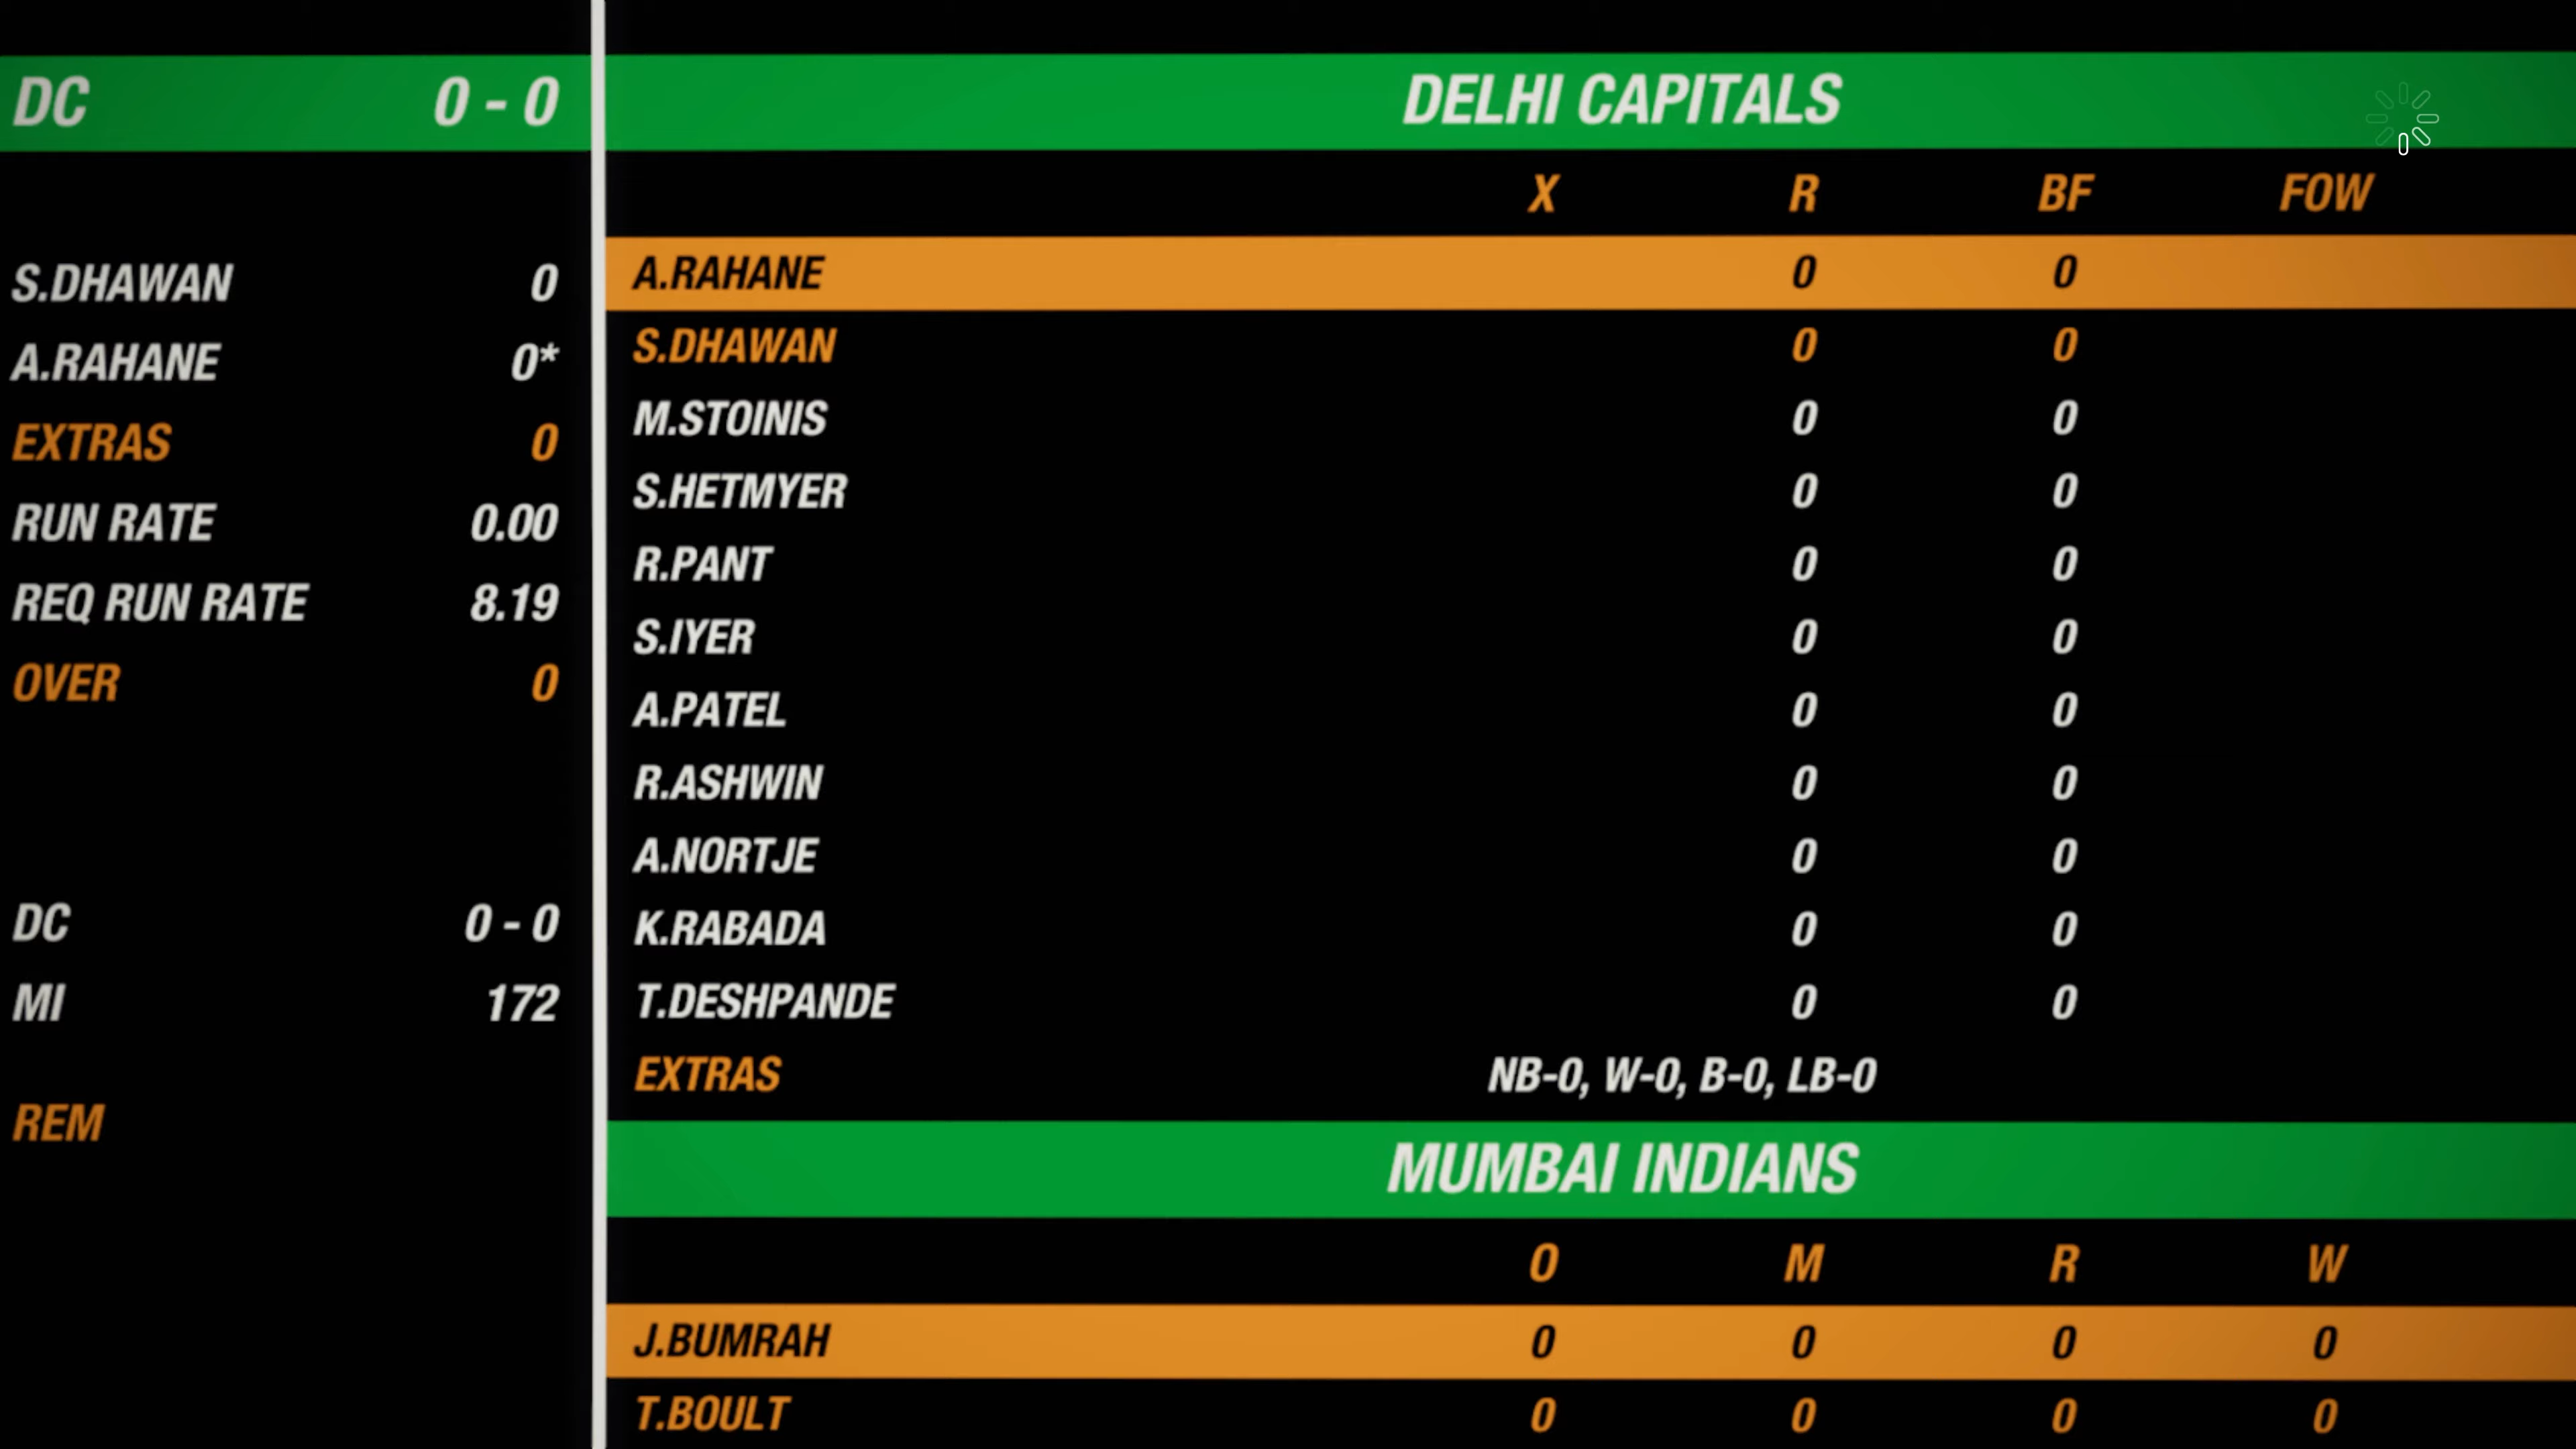 DC 0 - 0
S.DHAWAN 0
A.RAHANE 0*
EXTRAS 0
RUN RATE 0.00
REQ RUN RATE 8.19
OVER 0
DC 0 - 0
MI 172
REM
DELHI CAPITALS
X R BF FOW
A.RAHANE 0 0
S.DHAWAN 0 0
M.STOINIS 0 0
S.HETMYER 0 0
R.PANT 0 0
S.IYER 0 0
A.PATEL 0 0
R.ASHWIN 0 0
A.NORTJE 0 0
K.RABADA 0 0
T.DESHPANDE 0 0
EXTRAS NB-0, W-0, B-0, LB-0
MUMBAI INDIANS
O M R W
J.BUMRAH 0 0 0 0
T.BOULT 0 0 0 0